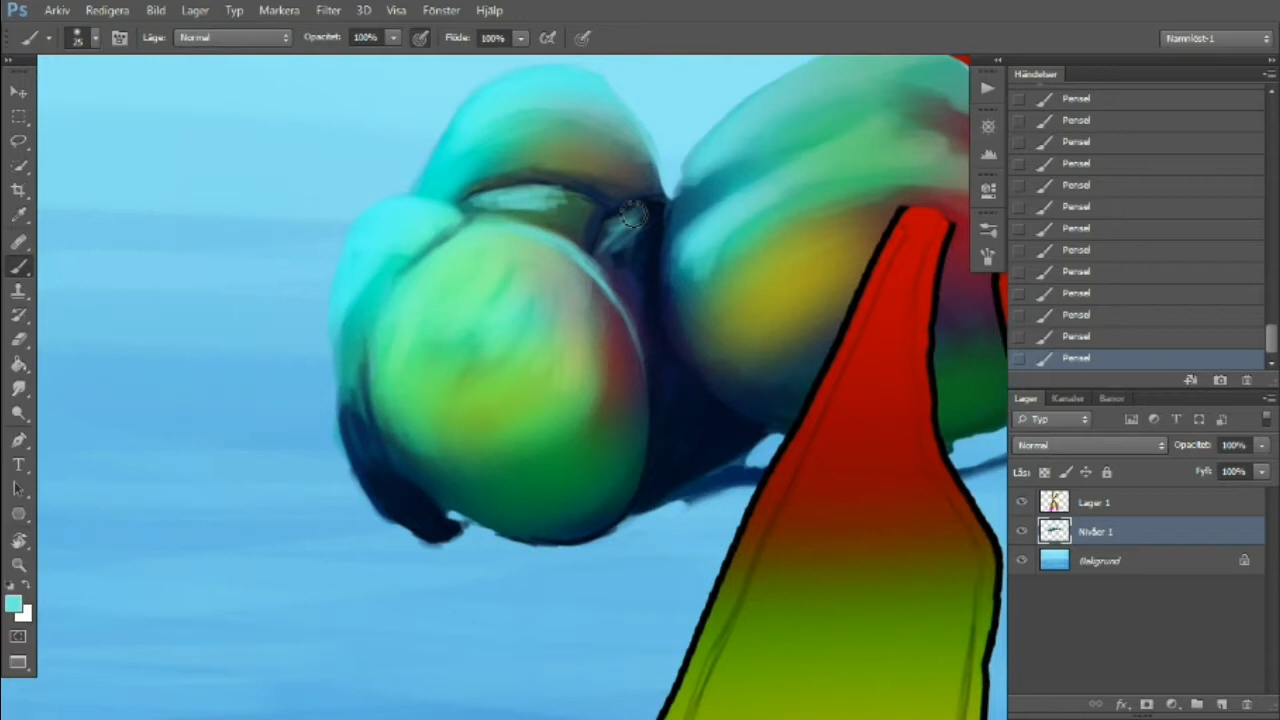 Ps Arkiv Redigera Bild Lager Typ Markera Filter 3D Visa Fönster Hjälp
25 Läge: Normal Opacitet: 100% Flöde: 100% Namnlöst-1
Händelser
Pensel
Pensel
Pensel
Pensel
Pensel
Pensel
Pensel
Pensel
Pensel
Pensel
Pensel
Pensel
Pensel
Lager Kanaler Banor
Typ
Normal Opacitet: 100%
Lås: Fyll: 100%
Lager 1
Nivåer 1
Bakgrund
fx